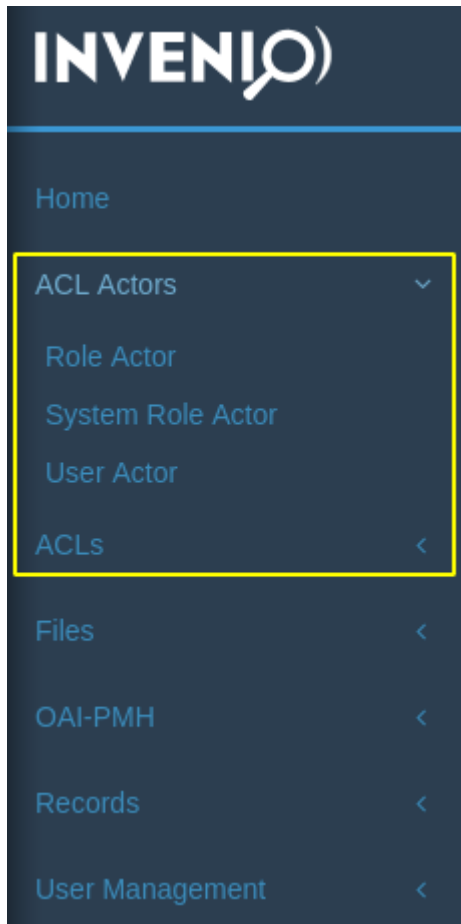 INVENIO
Home
ACL Actors
Role Actor
System Role Actor
User Actor
ACLs
Files
OAI-PMH
Records
User Management